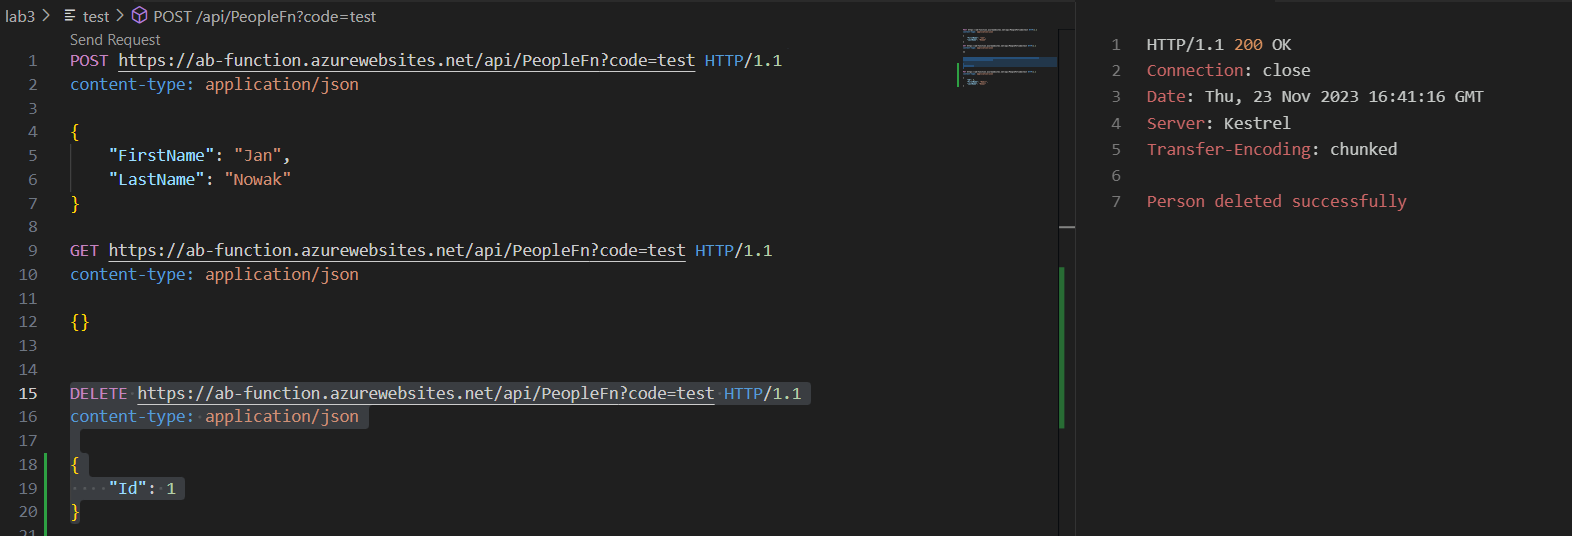 lab3 > test > POST /api/PeopleFn?code=test
Send Request
1 POST https://ab-function.azurewebsites.net/api/PeopleFn?code=test HTTP/1.1
2 content-type: application/json
3
4 {
5 "FirstName": "Jan",
6 "LastName": "Nowak"
7 }
8
9 GET https://ab-function.azurewebsites.net/api/PeopleFn?code=test HTTP/1.1
10 content-type: application/json
11
12 {}
13
14
15 DELETE https://ab-function.azurewebsites.net/api/PeopleFn?code=test HTTP/1.1
16 content-type: application/json
17
18 {
19 "Id": 1
20 }
21
1 HTTP/1.1 200 OK
2 Connection: close
3 Date: Thu, 23 Nov 2023 16:41:16 GMT
4 Server: Kestrel
5 Transfer-Encoding: chunked
6
7 Person deleted successfully